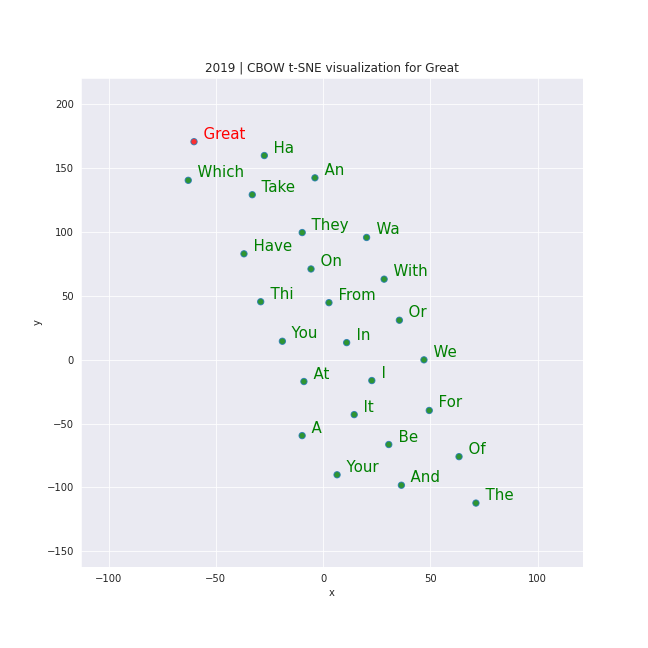 2019 | CBOW t-SNE visualization for Great
200
Great
Ha
150
Which
An
Take
They
Wa
100
Have
On
With
50
Thi
From
Or
You
In
We
0
At
I
It
For
−50
A
Be
Of
Your
And
−100
The
−150
−100
−50
0
50
100
x
y